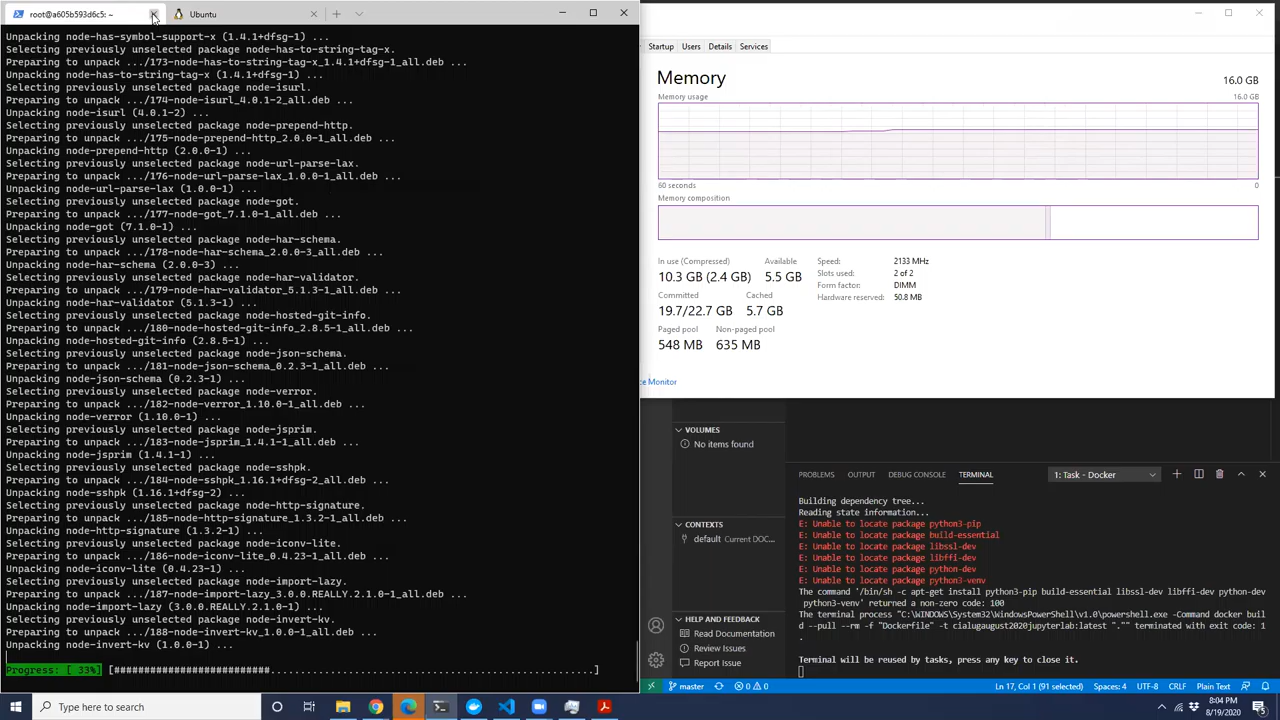 root@a605b593d6c5: ~
Ubuntu
Unpacking node-has-symbol-support-x (1.4.1+dfsg-1) ...
Selecting previously unselected package node-has-to-string-tag-x.
Preparing to unpack .../173-node-has-to-string-tag-x_1.4.1+dfsg-1_all.deb ...
Unpacking node-has-to-string-tag-x (1.4.1+dfsg-1) ...
Selecting previously unselected package node-isurl.
Preparing to unpack .../174-node-isurl_4.0.1-2_all.deb ...
Unpacking node-isurl (4.0.1-2) ...
Selecting previously unselected package node-prepend-http.
Preparing to unpack .../175-node-prepend-http_2.0.0-1_all.deb ...
Unpacking node-prepend-http (2.0.0-1) ...
Selecting previously unselected package node-url-parse-lax.
Preparing to unpack .../176-node-url-parse-lax_1.0.0-1_all.deb ...
Unpacking node-url-parse-lax (1.0.0-1) ...
Selecting previously unselected package node-got.
Preparing to unpack .../177-node-got_7.1.0-1_all.deb ...
Unpacking node-got (7.1.0-1) ...
Selecting previously unselected package node-har-schema.
Preparing to unpack .../178-node-har-schema_2.0.0-3_all.deb ...
Unpacking node-har-schema (2.0.0-3) ...
Selecting previously unselected package node-har-validator.
Preparing to unpack .../179-node-har-validator_5.1.3-1_all.deb ...
Unpacking node-har-validator (5.1.3-1) ...
Selecting previously unselected package node-hosted-git-info.
Preparing to unpack .../180-node-hosted-git-info_2.8.5-1_all.deb ...
Unpacking node-hosted-git-info (2.8.5-1) ...
Selecting previously unselected package node-json-schema.
Preparing to unpack .../181-node-json-schema_0.2.3-1_all.deb ...
Unpacking node-json-schema (0.2.3-1) ...
Selecting previously unselected package node-verror.
Preparing to unpack .../182-node-verror_1.10.0-1_all.deb ...
Unpacking node-verror (1.10.0-1) ...
Selecting previously unselected package node-jsprim.
Preparing to unpack .../183-node-jsprim_1.4.1-1_all.deb ...
Unpacking node-jsprim (1.4.1-1) ...
Selecting previously unselected package node-sshpk.
Preparing to unpack .../184-node-sshpk_1.16.1+dfsg-2_all.deb ...
Unpacking node-sshpk (1.16.1+dfsg-2) ...
Selecting previously unselected package node-http-signature.
Preparing to unpack .../185-node-http-signature_1.3.2-1_all.deb ...
Unpacking node-http-signature (1.3.2-1) ...
Selecting previously unselected package node-iconv-lite.
Preparing to unpack .../186-node-iconv-lite_0.4.23-1_all.deb ...
Unpacking node-iconv-lite (0.4.23-1) ...
Selecting previously unselected package node-import-lazy.
Preparing to unpack .../187-node-import-lazy_3.0.0.REALLY.2.1.0-1_all.deb ...
Unpacking node-import-lazy (3.0.0.REALLY.2.1.0-1) ...
Selecting previously unselected package node-invert-kv.
Preparing to unpack .../188-node-invert-kv_1.0.0-1_all.deb ...
Unpacking node-invert-kv (1.0.0-1) ...
Progress: [ 33%] [##########################.....................................................]
Startup Users Details Services
Memory 16.0 GB
Memory usage 16.0 GB
60 seconds 0
Memory composition
In use (Compressed) Available
10.3 GB (2.4 GB) 5.5 GB
Committed Cached
19.7/22.7 GB 5.7 GB
Paged pool Non-paged pool
548 MB 635 MB
Speed: 2133 MHz
Slots used: 2 of 2
Form factor: DIMM
Hardware reserved: 50.8 MB
ce Monitor
VOLUMES
No items found
CONTEXTS
default Current DOC...
HELP AND FEEDBACK
Read Documentation
Review Issues
Report Issue
PROBLEMS OUTPUT DEBUG CONSOLE TERMINAL 1: Task - Docker
Building dependency tree...
Reading state information...
E: Unable to locate package python3-pip
E: Unable to locate package build-essential
E: Unable to locate package libssl-dev
E: Unable to locate package libffi-dev
E: Unable to locate package python-dev
E: Unable to locate package python3-venv
The command '/bin/sh -c apt-get install python3-pip build-essential libssl-dev libffi-dev python-dev
python3-venv' returned a non-zero code: 100
The terminal process "C:\WINDOWS\System32\WindowsPowerShell\v1.0\powershell.exe -Command docker buil
d --pull --rm -f "Dockerfile" -t cialugaugust2020jupyterlab:latest "."" terminated with exit code: 1
.
Terminal will be reused by tasks, press any key to close it.
master 0 0 Ln 17, Col 1 (91 selected) Spaces: 4 UTF-8 CRLF Plain Text
Type here to search
8:04 PM
8/19/2020
5